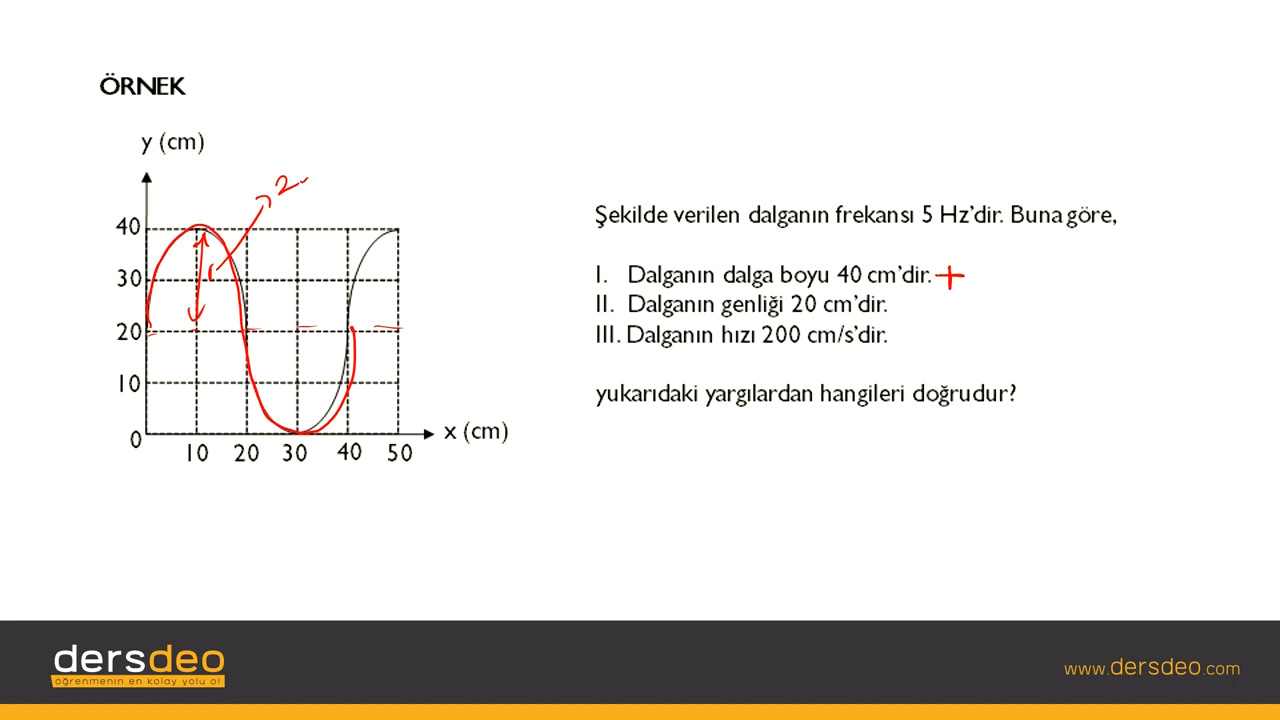 ÖRNEK
y (cm)
40
30
20
10
0
10 20 30 40 50
x (cm)
2
Şekilde verilen dalganın frekansı 5 Hz'dir. Buna göre,
I. Dalganın dalga boyu 40 cm'dir. +
II. Dalganın genliği 20 cm'dir.
III. Dalganın hızı 200 cm/s'dir.
yukarıdaki yargılardan hangileri doğrudur?
dersdeo
öğrenmenin en kolay yolu o!
www.dersdeo.com